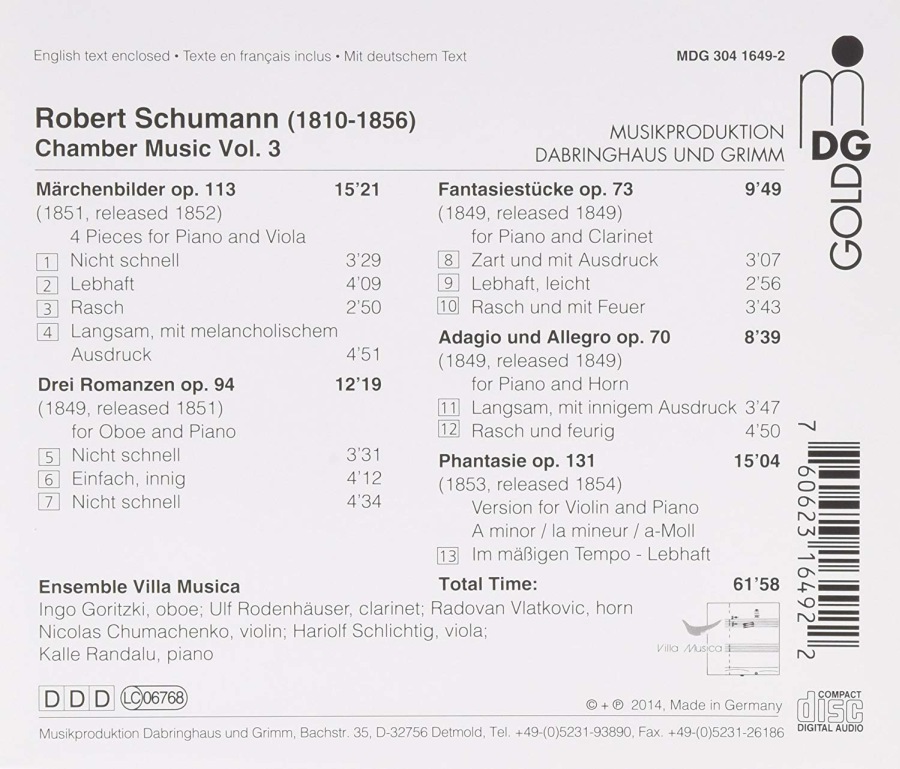 English text enclosed • Texte en français inclus • Mit deutschem Text
MDG 304 1649-2
Robert Schumann (1810-1856)
Chamber Music Vol. 3
MUSIKPRODUKTION
DABRINGHAUS UND GRIMM
m
DG
GOLD
Märchenbilder op. 113 15'21
(1851, released 1852)
4 Pieces for Piano and Viola
1 Nicht schnell 3'29
2 Lebhaft 4'09
3 Rasch 2'50
4 Langsam, mit melancholischem
Ausdruck 4'51
Drei Romanzen op. 94 12'19
(1849, released 1851)
for Oboe and Piano
5 Nicht schnell 3'31
6 Einfach, innig 4'12
7 Nicht schnell 4'34
Fantasiestücke op. 73 9'49
(1849, released 1849)
for Piano and Clarinet
8 Zart und mit Ausdruck 3'07
9 Lebhaft, leicht 2'56
10 Rasch und mit Feuer 3'43
Adagio und Allegro op. 70 8'39
(1849, released 1849)
for Piano and Horn
11 Langsam, mit innigem Ausdruck 3'47
12 Rasch und feurig 4'50
Phantasie op. 131 15'04
(1853, released 1854)
Version for Violin and Piano
A minor / la mineur / a-Moll
13 Im mäßigen Tempo - Lebhaft
Total Time: 61'58
Ensemble Villa Musica
Ingo Goritzki, oboe; Ulf Rodenhäuser, clarinet; Radovan Vlatkovic, horn
Nicolas Chumachenko, violin; Hariolf Schlichtig, viola;
Kalle Randalu, piano
Villa Musica
7 60623 16492 2
D D D LC 06768
© + ℗ 2014, Made in Germany
COMPACT
disc
DIGITAL AUDIO
Musikproduktion Dabringhaus und Grimm, Bachstr. 35, D-32756 Detmold, Tel. +49-(0)5231-93890, Fax. +49-(0)5231-26186